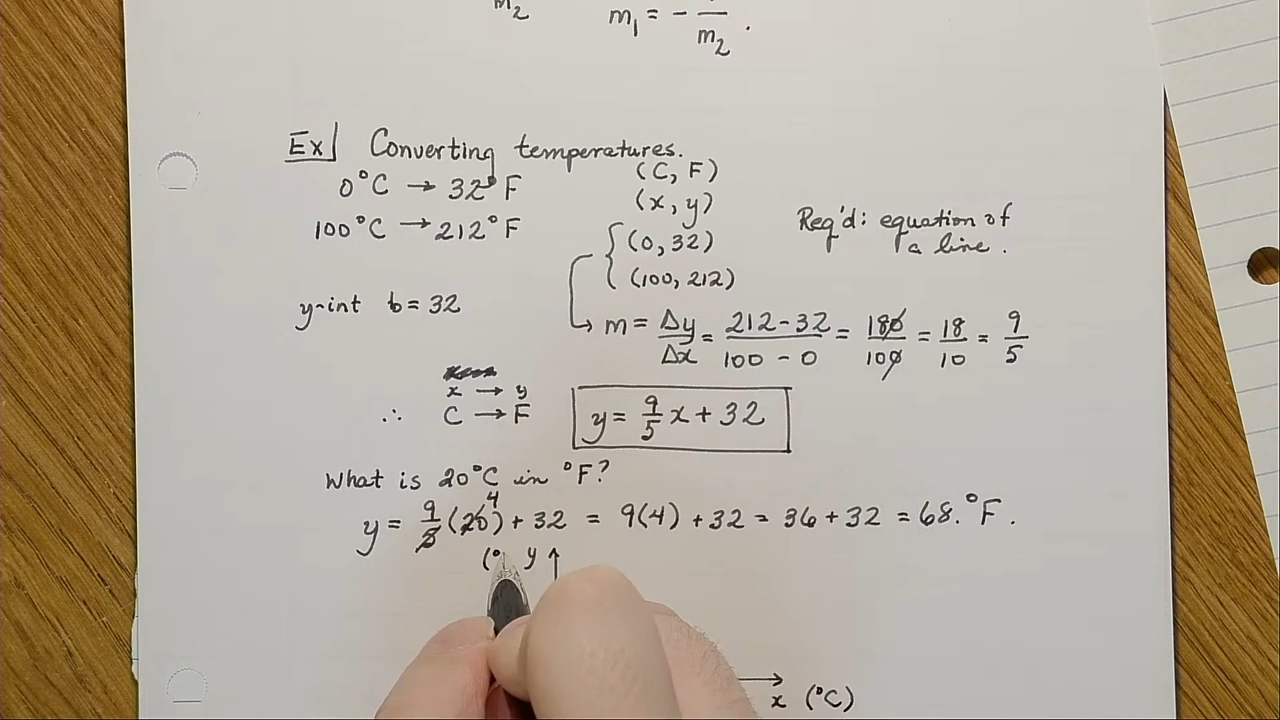 m₂ m₁ = - — m₂ .
Ex| Converting temperatures.
0°C → 32° F (C, F)
(x, y)
100°C → 212° F Req'd: equation of
a line.
{ (0, 32)
(100, 212)
y-int b = 32
→ m = Δy/Δx = (212 - 32)/(100 - 0) = 180/100 = 18/10 = 9/5
x → y
∴ C → F y = 9/5 x + 32
What is 20°C in °F?
y = 9/5 (20) 4 + 32 = 9(4) + 32 = 36 + 32 = 68.°F.
(° y ↑
x (°C)